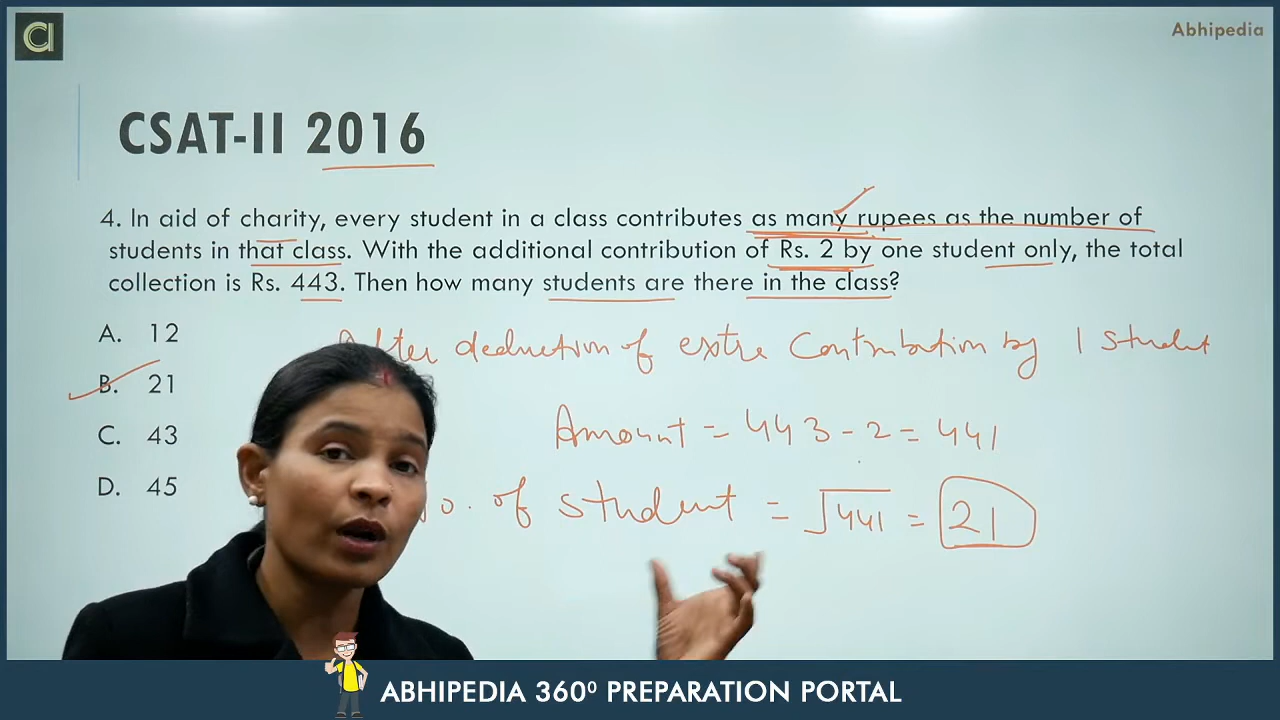 Abhipedia
CSAT-II 2016
4. In aid of charity, every student in a class contributes as many rupees as the number of
students in that class. With the additional contribution of Rs. 2 by one student only, the total
collection is Rs. 443. Then how many students are there in the class?
A. 12
B. 21
C. 43
D. 45
After deduction of extra Contribution by 1 student
Amount = 443 - 2 = 441
o. of student = √441 = 21
ABHIPEDIA 360⁰ PREPARATION PORTAL